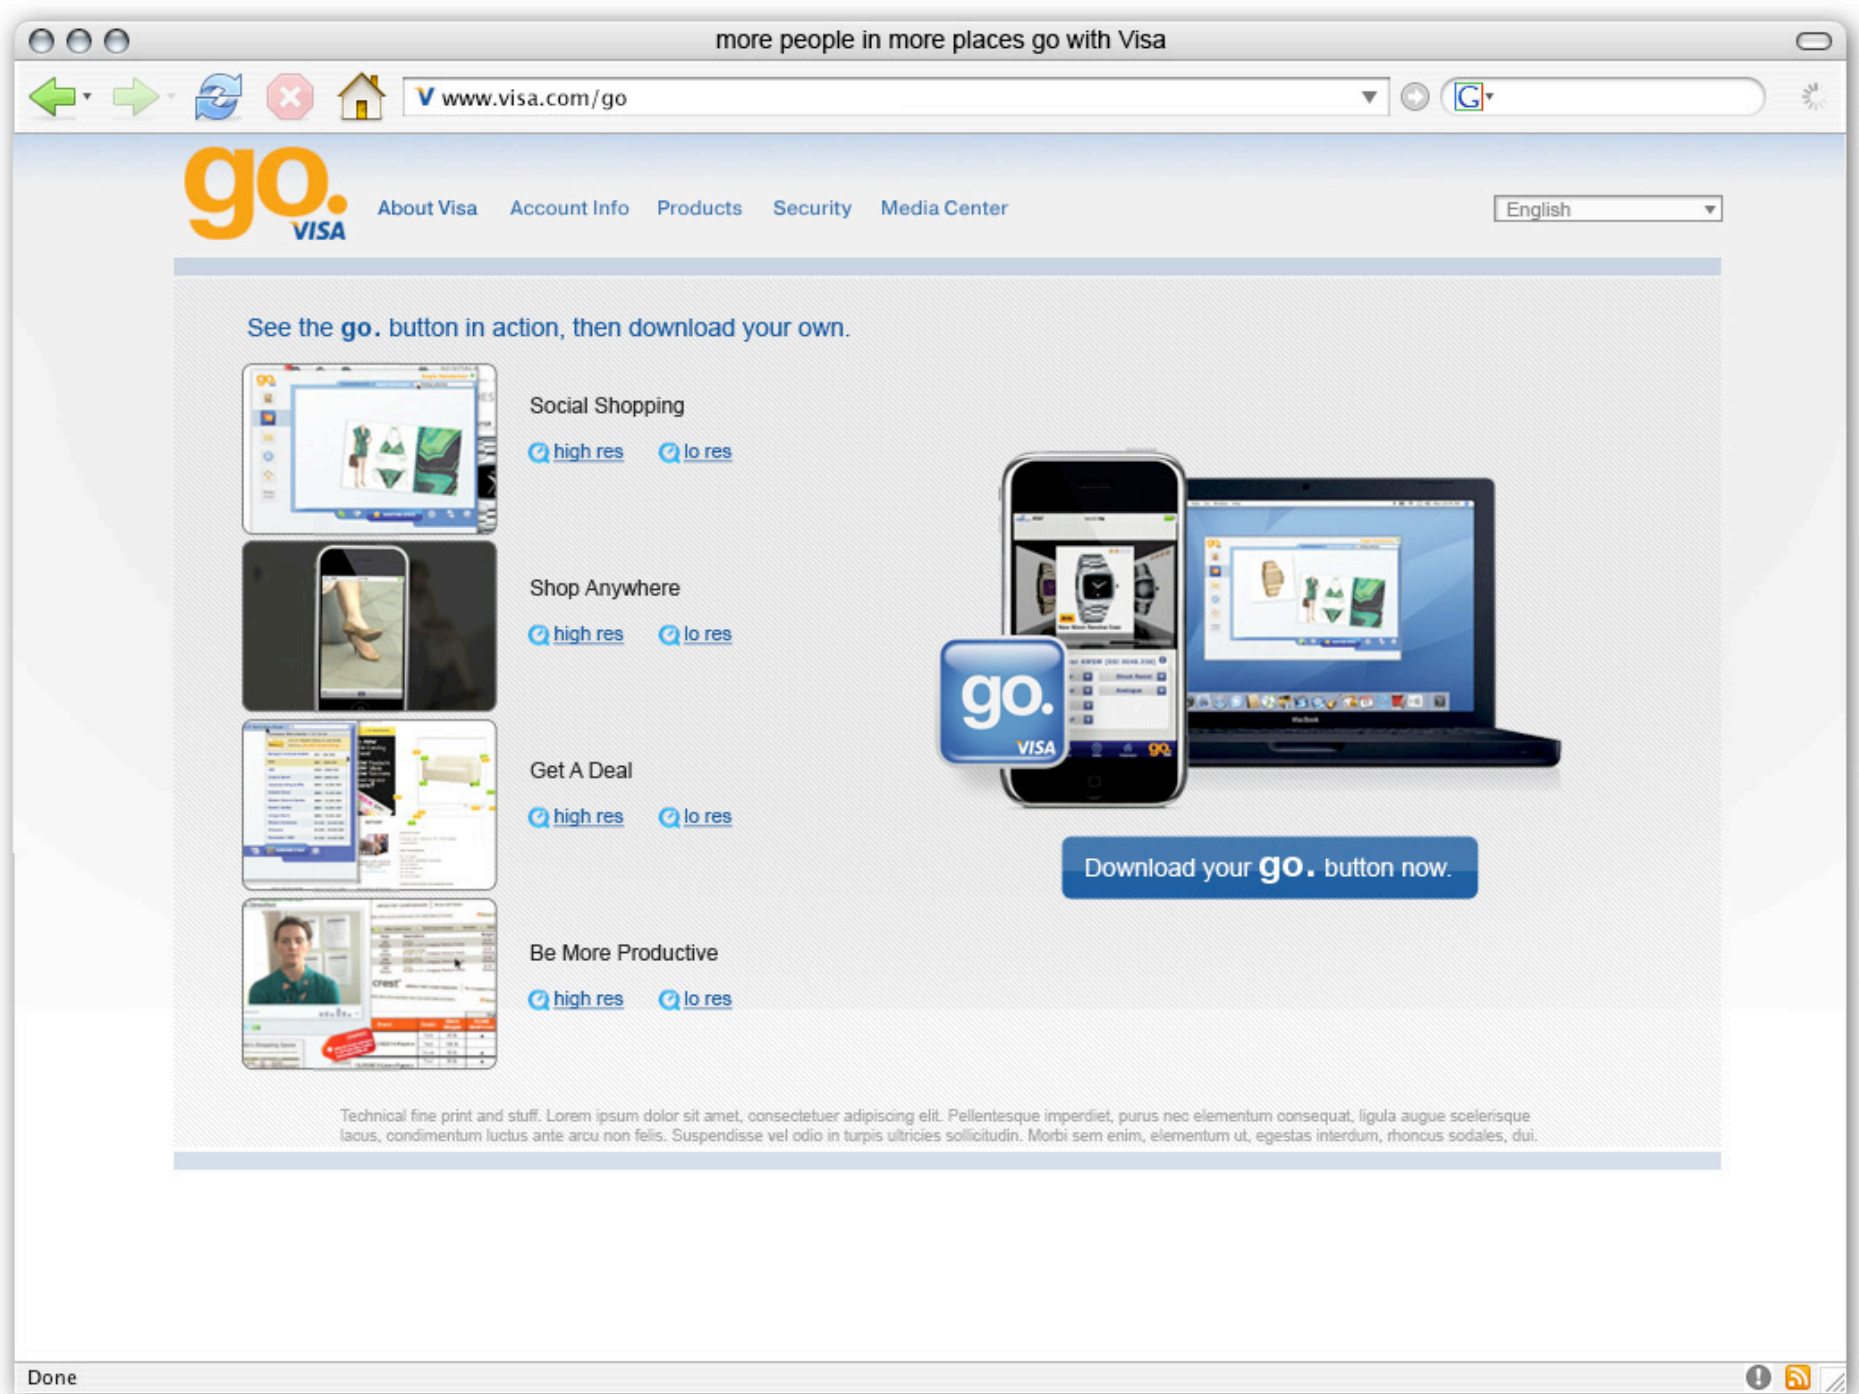 more people in more places go with Visa
www.visa.com/go
go.
VISA
About Visa Account Info Products Security Media Center
English
See the go. button in action, then download your own.
Social Shopping
high res lo res
Shop Anywhere
high res lo res
Get A Deal
high res lo res
Be More Productive
high res lo res
go.
VISA
go.
MacBook
Download your go. button now.
Technical fine print and stuff. Lorem ipsum dolor sit amet, consectetuer adipiscing elit. Pellentesque imperdiet, purus nec elementum consequat, ligula augue scelerisque
lacus, condimentum luctus ante arcu non felis. Suspendisse vel odio in turpis ultricies sollicitudin. Morbi sem enim, elementum ut, egestas interdum, rhoncus sodales, dui.
Done